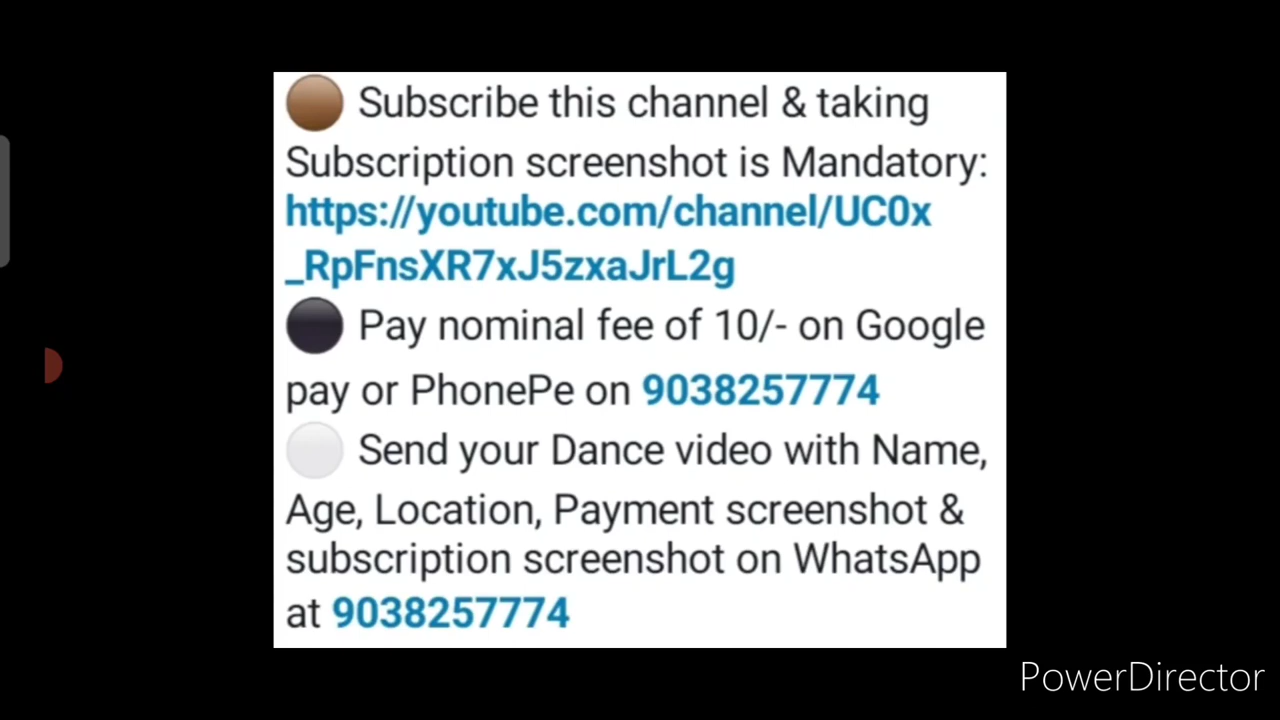 Subscribe this channel & taking
Subscription screenshot is Mandatory:
https://youtube.com/channel/UC0x
_RpFnsXR7xJ5zxaJrL2g
Pay nominal fee of 10/- on Google
pay or PhonePe on 9038257774
Send your Dance video with Name,
Age, Location, Payment screenshot &
subscription screenshot on WhatsApp
at 9038257774
PowerDirector